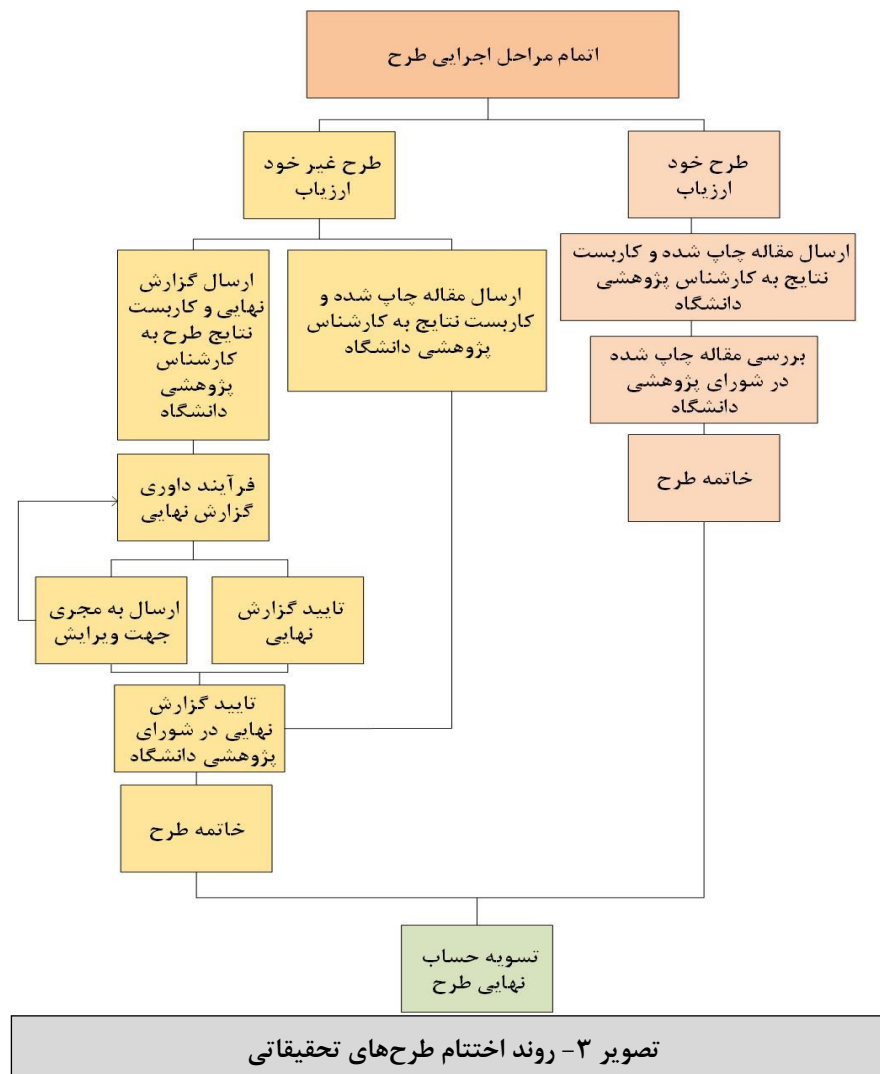 اتمام مراحل اجرایی طرح
طرح خود
ارزیاب
ارسال مقاله چاپ شده و کاربست
نتایج به کارشناس پژوهشی
دانشگاه
بررسی مقاله چاپ شده
در شورای پژوهشی
دانشگاه
خاتمه طرح
طرح غیر خود
ارزیاب
ارسال مقاله چاپ شده و
کاربست نتایج به کارشناس
پژوهشی دانشگاه
ارسال گزارش
نهایی و کاربست
نتایج طرح به
کارشناس
پژوهشی
دانشگاه
فرآیند داوری
گزارش نهایی
تایید گزارش
نهایی
ارسال به مجری
جهت ویرایش
تایید گزارش
نهایی در شورای
پژوهشی دانشگاه
خاتمه طرح
تسویه حساب
نهایی طرح
تصویر ۳- روند اختتام طرح‌های تحقیقاتی